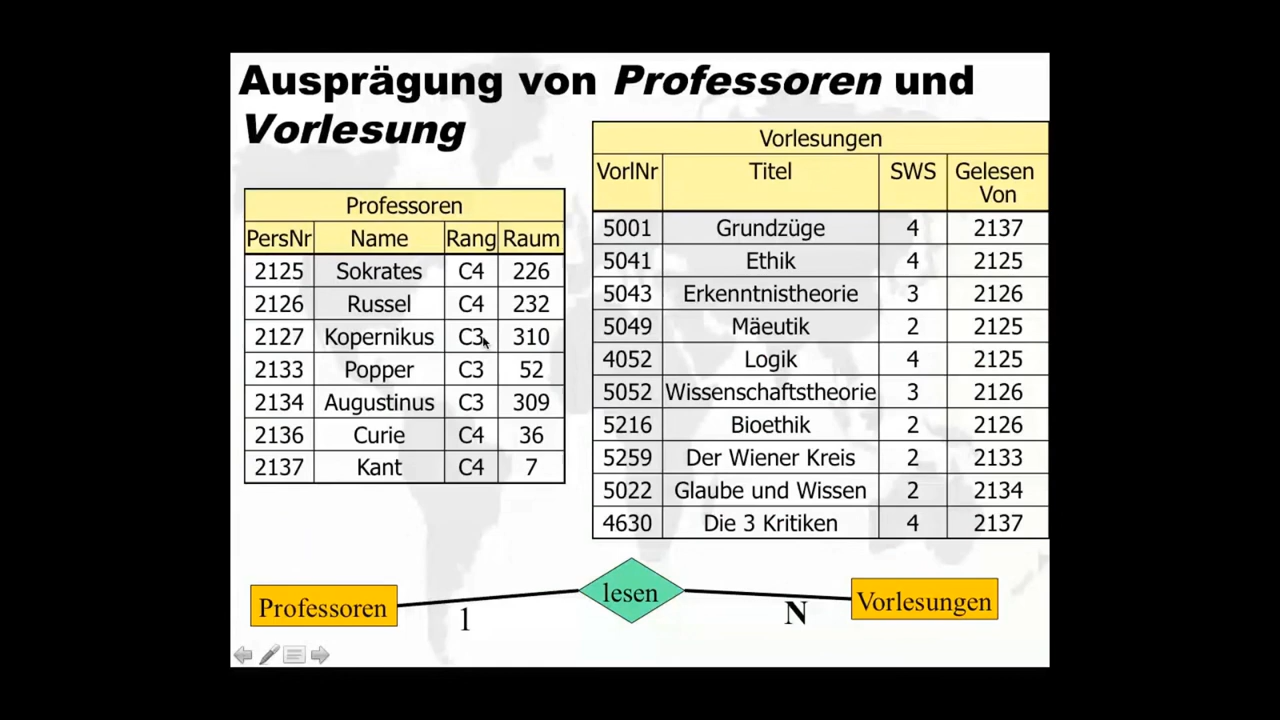 Ausprägung von Professoren und
Vorlesung
Professoren
PersNr Name Rang Raum
2125 Sokrates C4 226
2126 Russel C4 232
2127 Kopernikus C3 310
2133 Popper C3 52
2134 Augustinus C3 309
2136 Curie C4 36
2137 Kant C4 7
Vorlesungen
VorlNr Titel SWS Gelesen
Von
5001 Grundzüge 4 2137
5041 Ethik 4 2125
5043 Erkenntnistheorie 3 2126
5049 Mäeutik 2 2125
4052 Logik 4 2125
5052 Wissenschaftstheorie 3 2126
5216 Bioethik 2 2126
5259 Der Wiener Kreis 2 2133
5022 Glaube und Wissen 2 2134
4630 Die 3 Kritiken 4 2137
Professoren 1 lesen N Vorlesungen